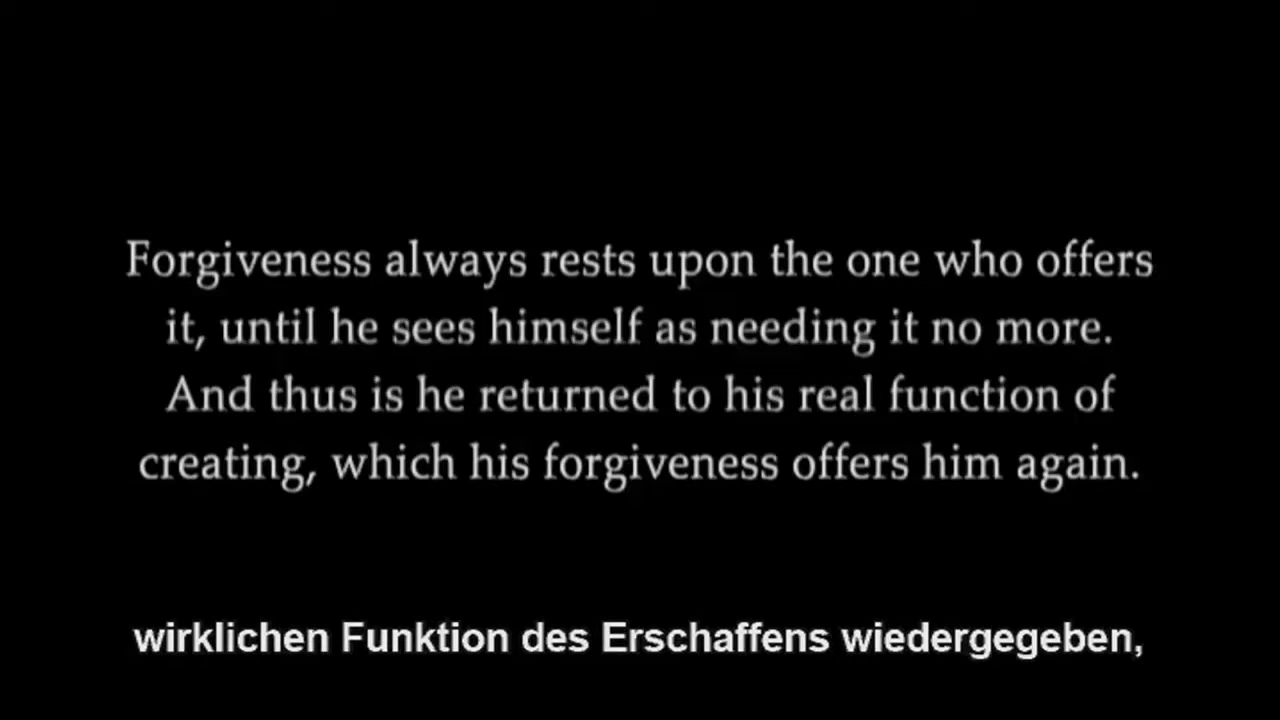 Forgiveness always rests upon the one who offers
it, until he sees himself as needing it no more.
And thus is he returned to his real function of
creating, which his forgiveness offers him again.
wirklichen Funktion des Erschaffens wiedergegeben,